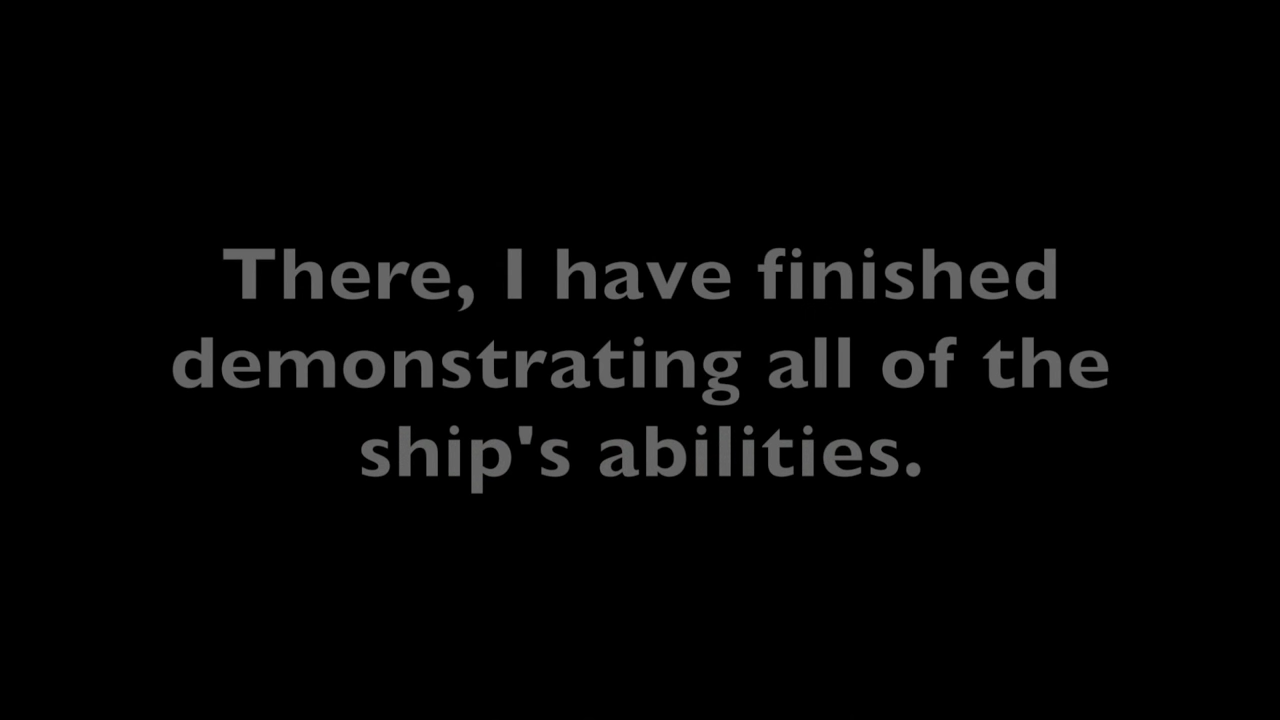 There, I have finished
demonstrating all of the
ship's abilities.